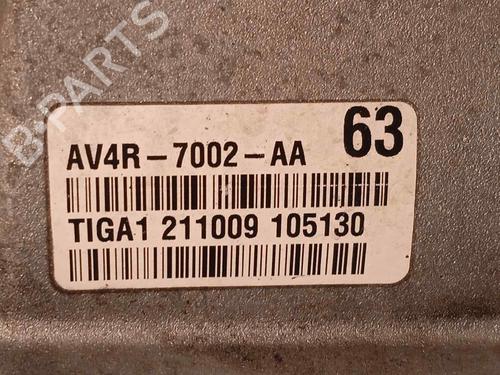 B-PARTS
63
AV4R-7002-AA
TIGA1 211009 105130